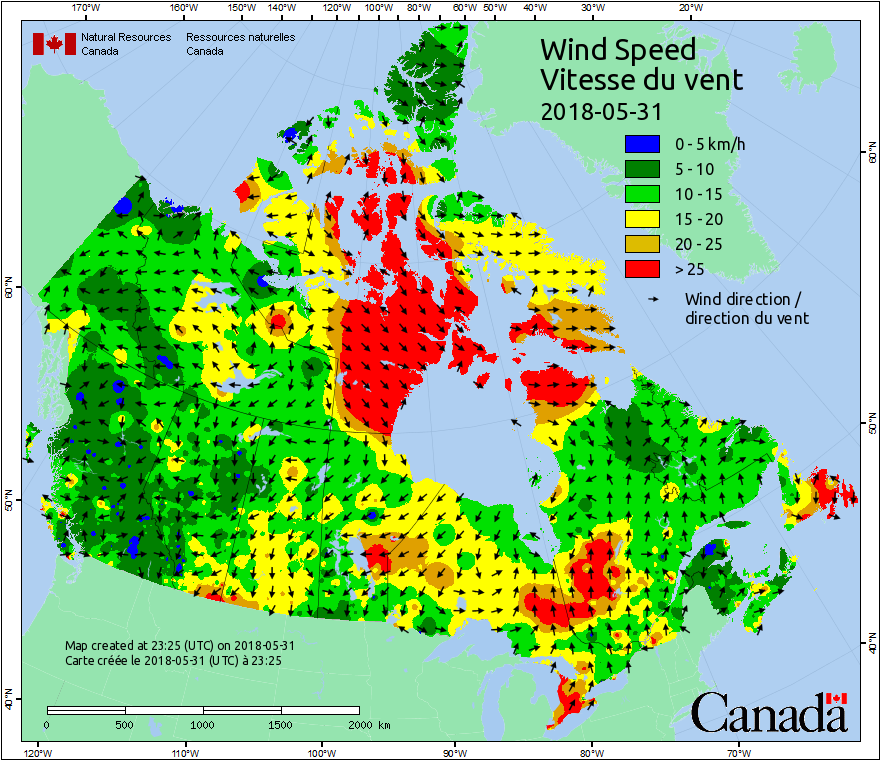 170°W 160°W 150°W 140°W 130°W 120°W 110°W 100°W 90°W 80°W 70°W 60°W 50°W 40°W 30°W 20°W
Natural Resources Canada
Ressources naturelles Canada
Wind Speed
Vitesse du vent
2018-05-31
0 - 5 km/h
5 - 10
10 - 15
15 - 20
20 - 25
> 25
Wind direction /
direction du vent
60°N
60°N
50°N
50°N
40°N
40°N
Map created at 23:25 (UTC) on 2018-05-31
Carte créée le 2018-05-31 (UTC) à 23:25
0 500 1000 1500 2000 km
Canada
120°W 110°W 100°W 90°W 80°W 70°W